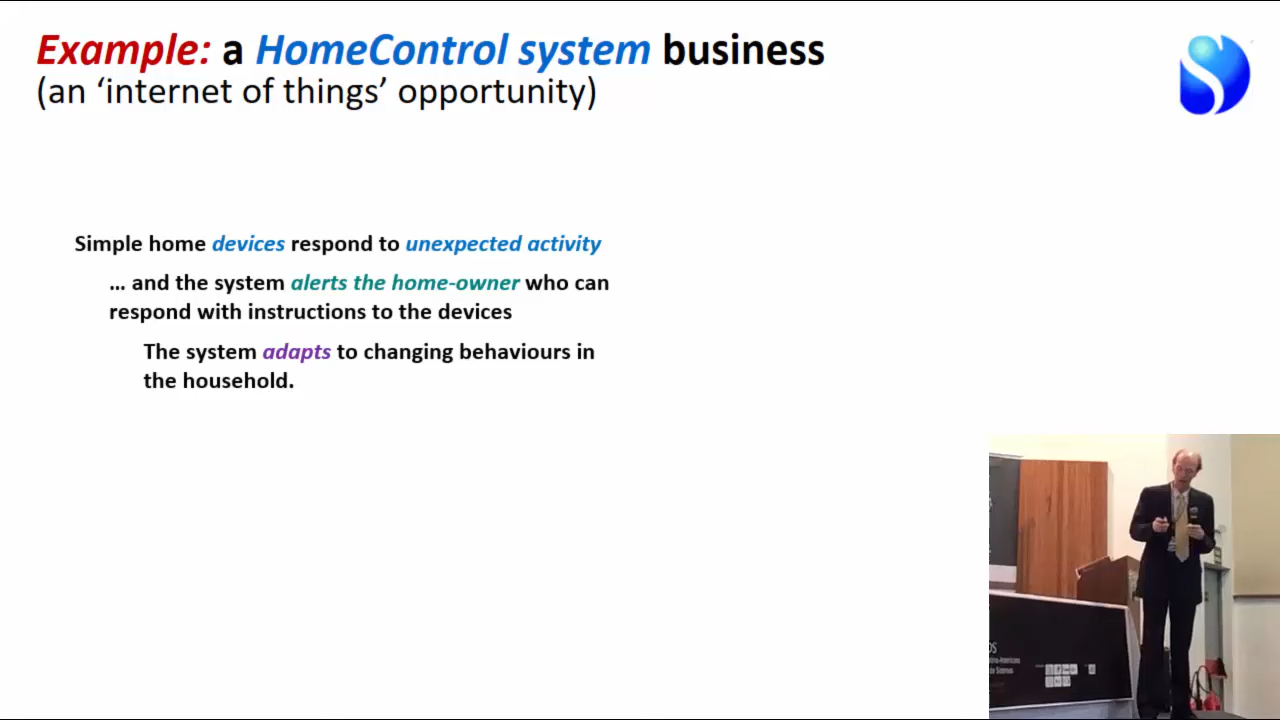 Example: a HomeControl system business
(an ‘internet of things’ opportunity)
Simple home devices respond to unexpected activity
... and the system alerts the home-owner who can
respond with instructions to the devices
The system adapts to changing behaviours in
the household.